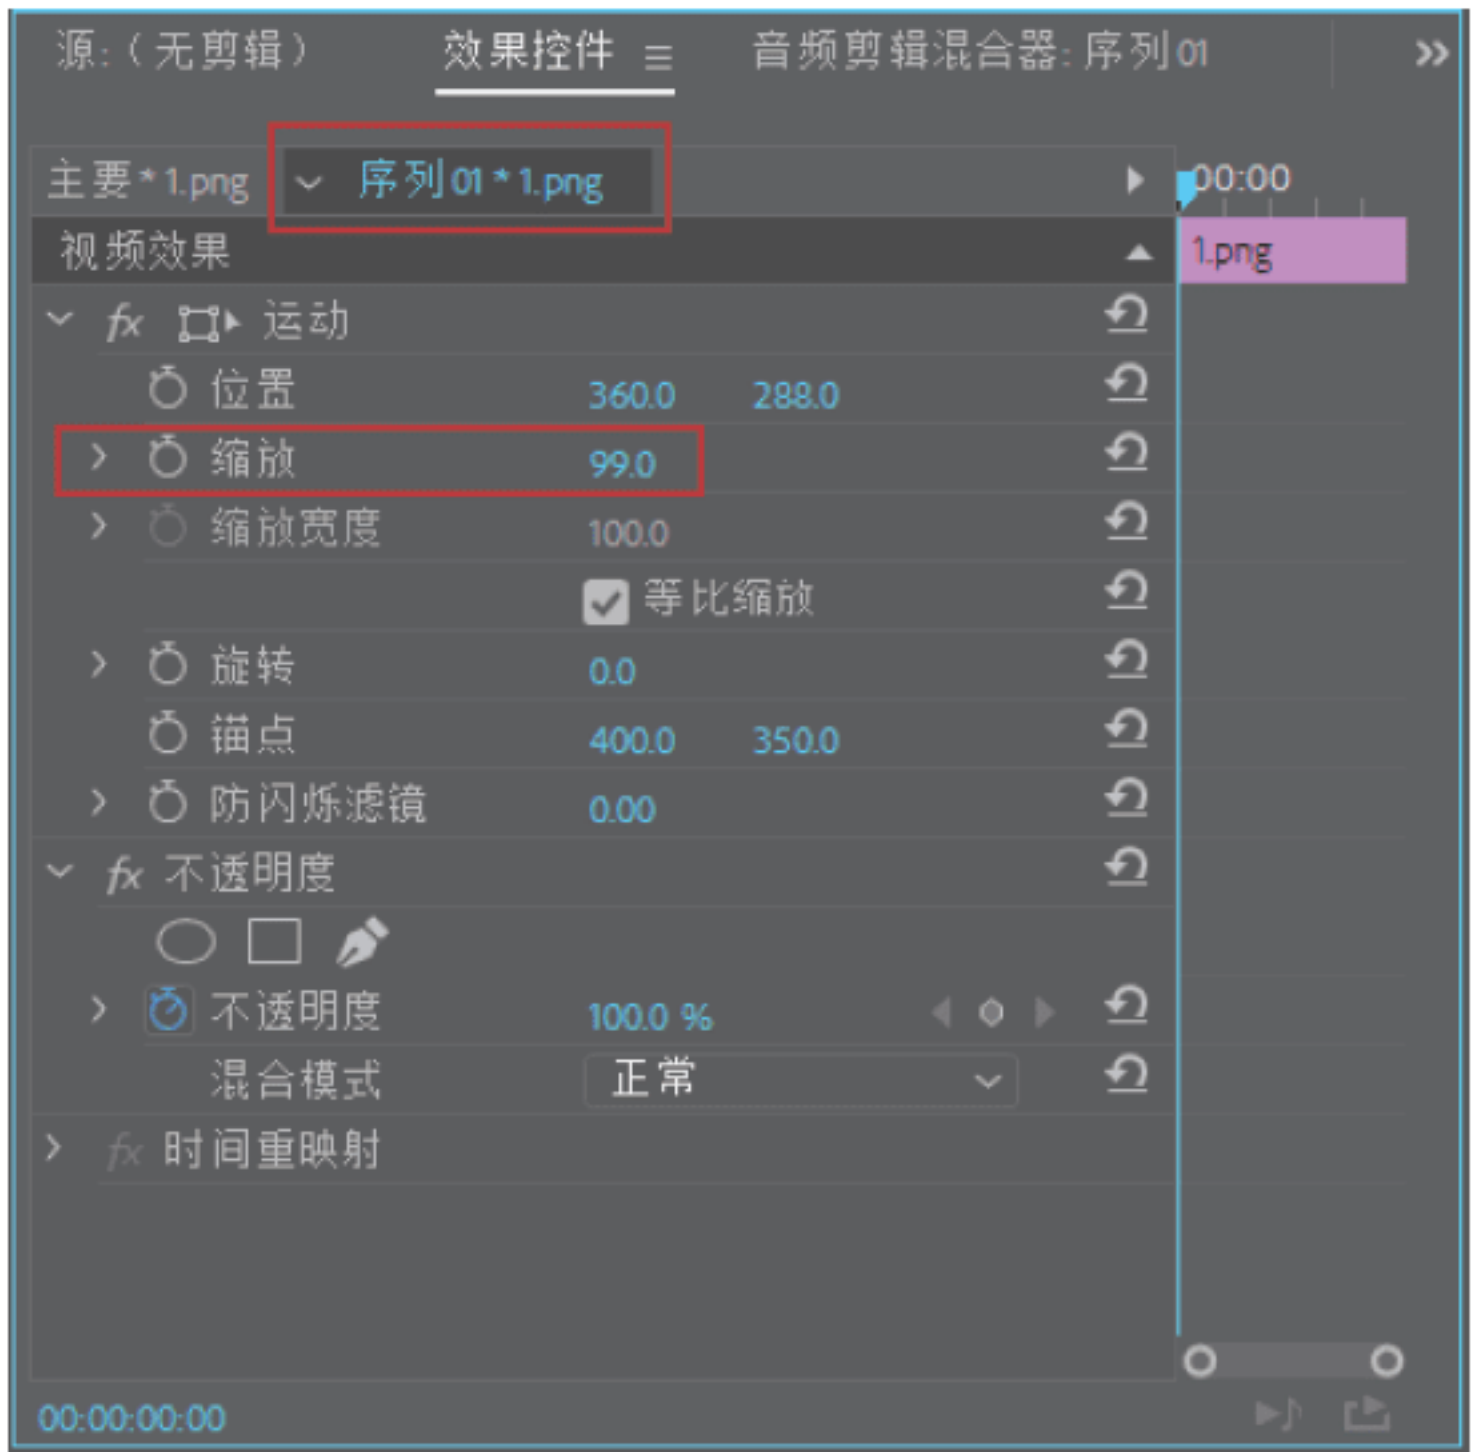 源:（无剪辑） 效果控件 ☰ 音频剪辑混合器: 序列 01 »
主要 * 1.png 序列 01 * 1.png 00:00
视频效果 1.png
fx 运动
位置 360.0 288.0
缩放 99.0
缩放宽度 100.0
等比缩放
旋转 0.0
锚点 400.0 350.0
防闪烁滤镜 0.00
fx 不透明度
不透明度 100.0 %
混合模式 正常
fx 时间重映射
00:00:00:00